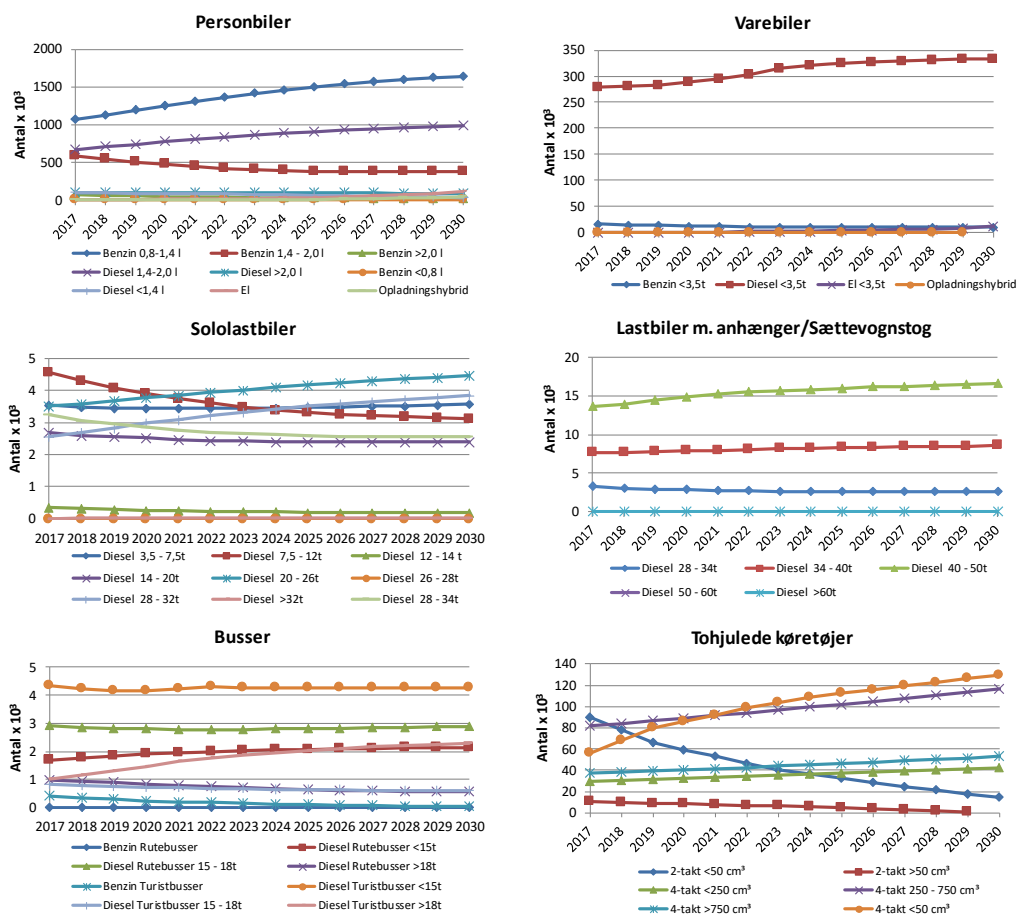 Personbiler
Antal x 10³
2000
1500
1000
500
0
2017 2018 2019 2020 2021 2022 2023 2024 2025 2026 2027 2028 2029 2030
Benzin 0,8-1,4 l Benzin 1,4 - 2,0 l Benzin >2,0 l
Diesel 1,4-2,0 l Diesel >2,0 l Benzin <0,8 l
Diesel <1,4 l El Opladningshybrid
Varebiler
Antal x 10³
350
300
250
200
150
100
50
0
2017 2018 2019 2020 2021 2022 2023 2024 2025 2026 2027 2028 2029 2030
Benzin <3,5t Diesel <3,5t El <3,5t Opladningshybrid
Sololastbiler
Antal x 10³
5
4
3
2
1
0
2017 2018 2019 2020 2021 2022 2023 2024 2025 2026 2027 2028 2029 2030
Diesel 3,5 - 7,5t Diesel 7,5 - 12t Diesel 12 - 14 t
Diesel 14 - 20t Diesel 20 - 26t Diesel 26 - 28t
Diesel 28 - 32t Diesel >32t Diesel 28 - 34t
Lastbiler m. anhænger/Sættevognstog
Antal x 10³
20
15
10
5
0
2017 2018 2019 2020 2021 2022 2023 2024 2025 2026 2027 2028 2029 2030
Diesel 28 - 34t Diesel 34 - 40t Diesel 40 - 50t
Diesel 50 - 60t Diesel >60t
Busser
Antal x 10³
5
4
3
2
1
0
2017 2018 2019 2020 2021 2022 2023 2024 2025 2026 2027 2028 2029 2030
Benzin Rutebusser Diesel Rutebusser <15t
Diesel Rutebusser 15 - 18t Diesel Rutebusser >18t
Benzin Turistbusser Diesel Turistbusser <15t
Diesel Turistbusser 15 - 18t Diesel Turistbusser >18t
Tohjulede køretøjer
Antal x 10³
140
120
100
80
60
40
20
0
2017 2018 2019 2020 2021 2022 2023 2024 2025 2026 2027 2028 2029 2030
2-takt <50 cm³ 2-takt >50 cm³
4-takt <250 cm³ 4-takt 250 - 750 cm³
4-takt >750 cm³ 4-takt <50 cm³